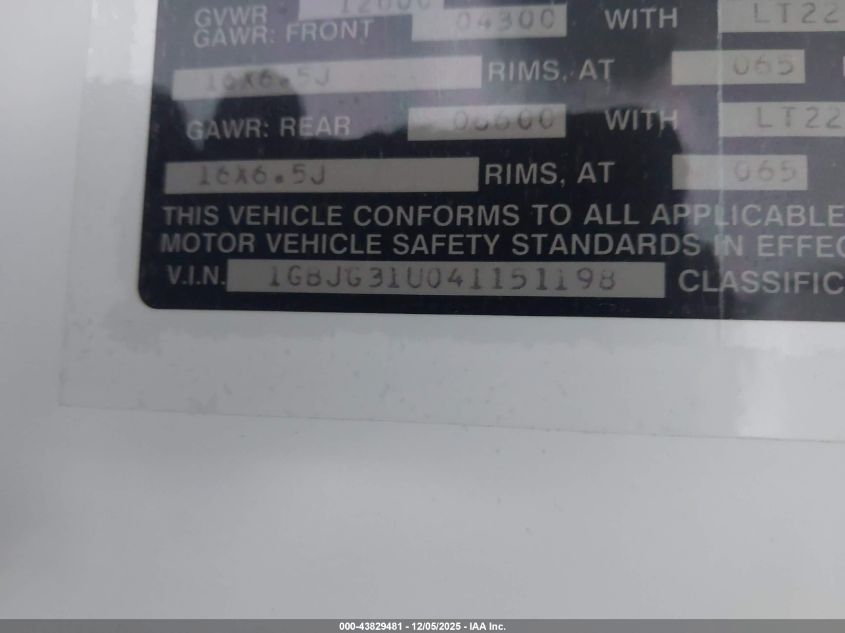 GVWR 12000
GAWR: FRONT 04300 WITH LT22
16X6.5J RIMS, AT 065
GAWR: REAR 06600 WITH LT22
16X6.5J RIMS, AT 065
THIS VEHICLE CONFORMS TO ALL APPLICABLE
MOTOR VEHICLE SAFETY STANDARDS IN EFFEC
V.I.N. 1GBJG31U041151198 CLASSIFIC
000-43829481 - 12/05/2025 - IAA Inc.